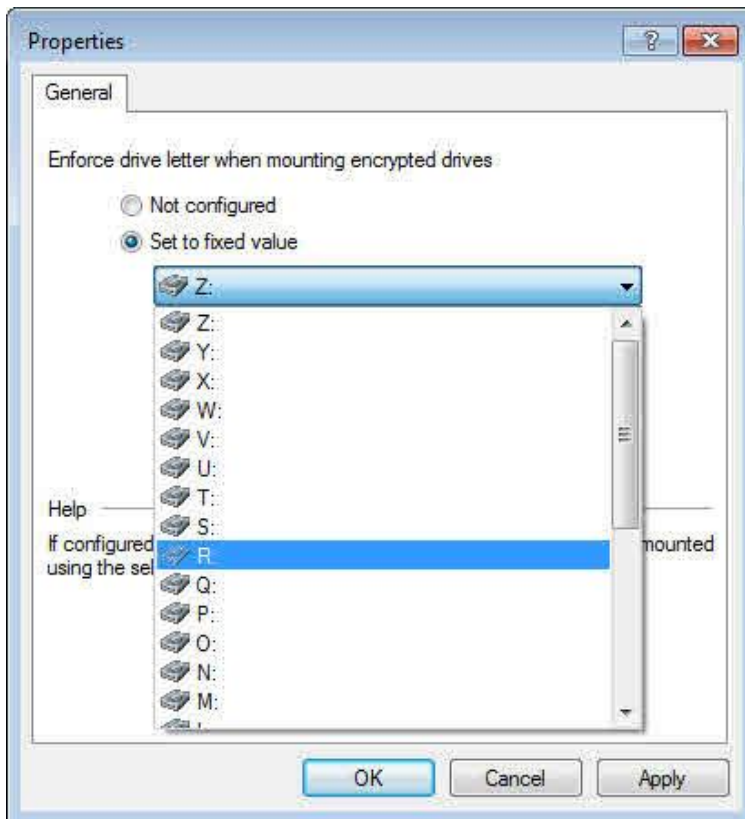 Properties
General
Enforce drive letter when mounting encrypted drives
Not configured
Set to fixed value
Z:
Z:
Y:
X:
W:
V:
U:
T:
S:
R:
Q:
P:
O:
N:
M:
Help
If configured mounted
using the sel
OK Cancel Apply